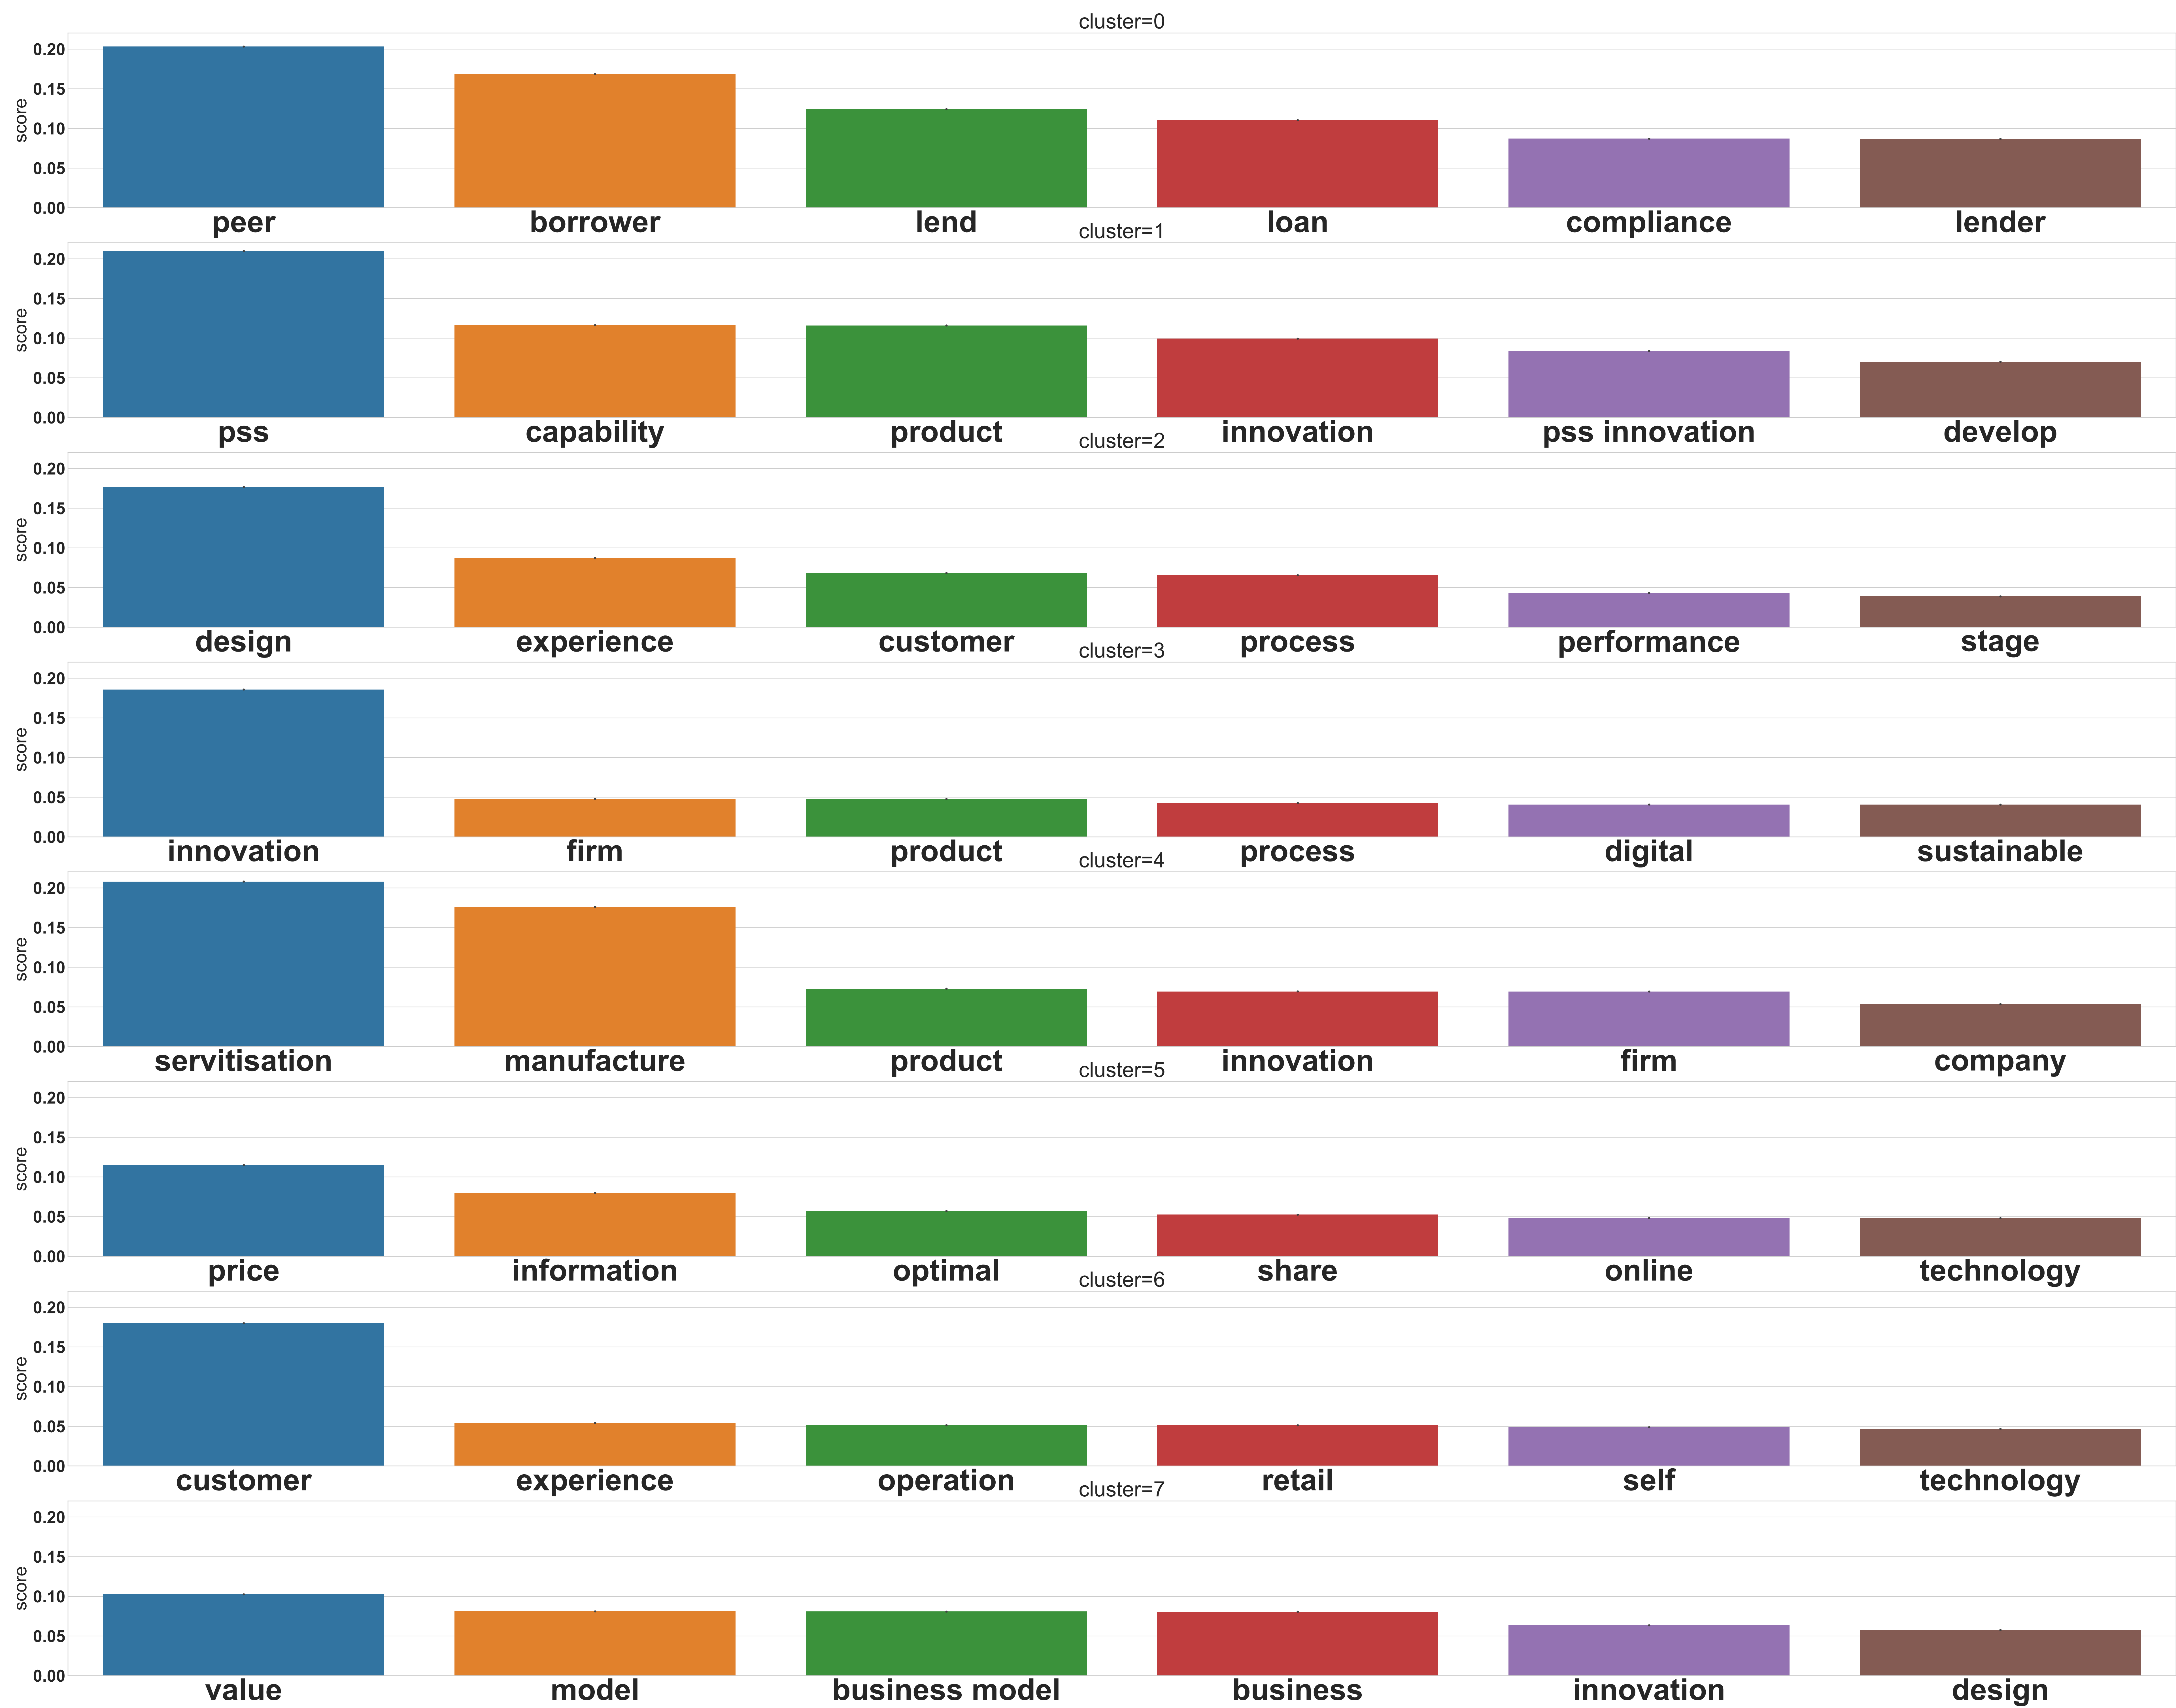 cluster=0
score
0.20
0.15
0.10
0.05
0.00
peer borrower lend loan compliance lender
cluster=1
score
0.20
0.15
0.10
0.05
0.00
pss capability product innovation pss innovation develop
cluster=2
score
0.20
0.15
0.10
0.05
0.00
design experience customer process performance stage
cluster=3
score
0.20
0.15
0.10
0.05
0.00
innovation firm product process digital sustainable
cluster=4
score
0.20
0.15
0.10
0.05
0.00
servitisation manufacture product innovation firm company
cluster=5
score
0.20
0.15
0.10
0.05
0.00
price information optimal share online technology
cluster=6
score
0.20
0.15
0.10
0.05
0.00
customer experience operation retail self technology
cluster=7
score
0.20
0.15
0.10
0.05
0.00
value model business model business innovation design